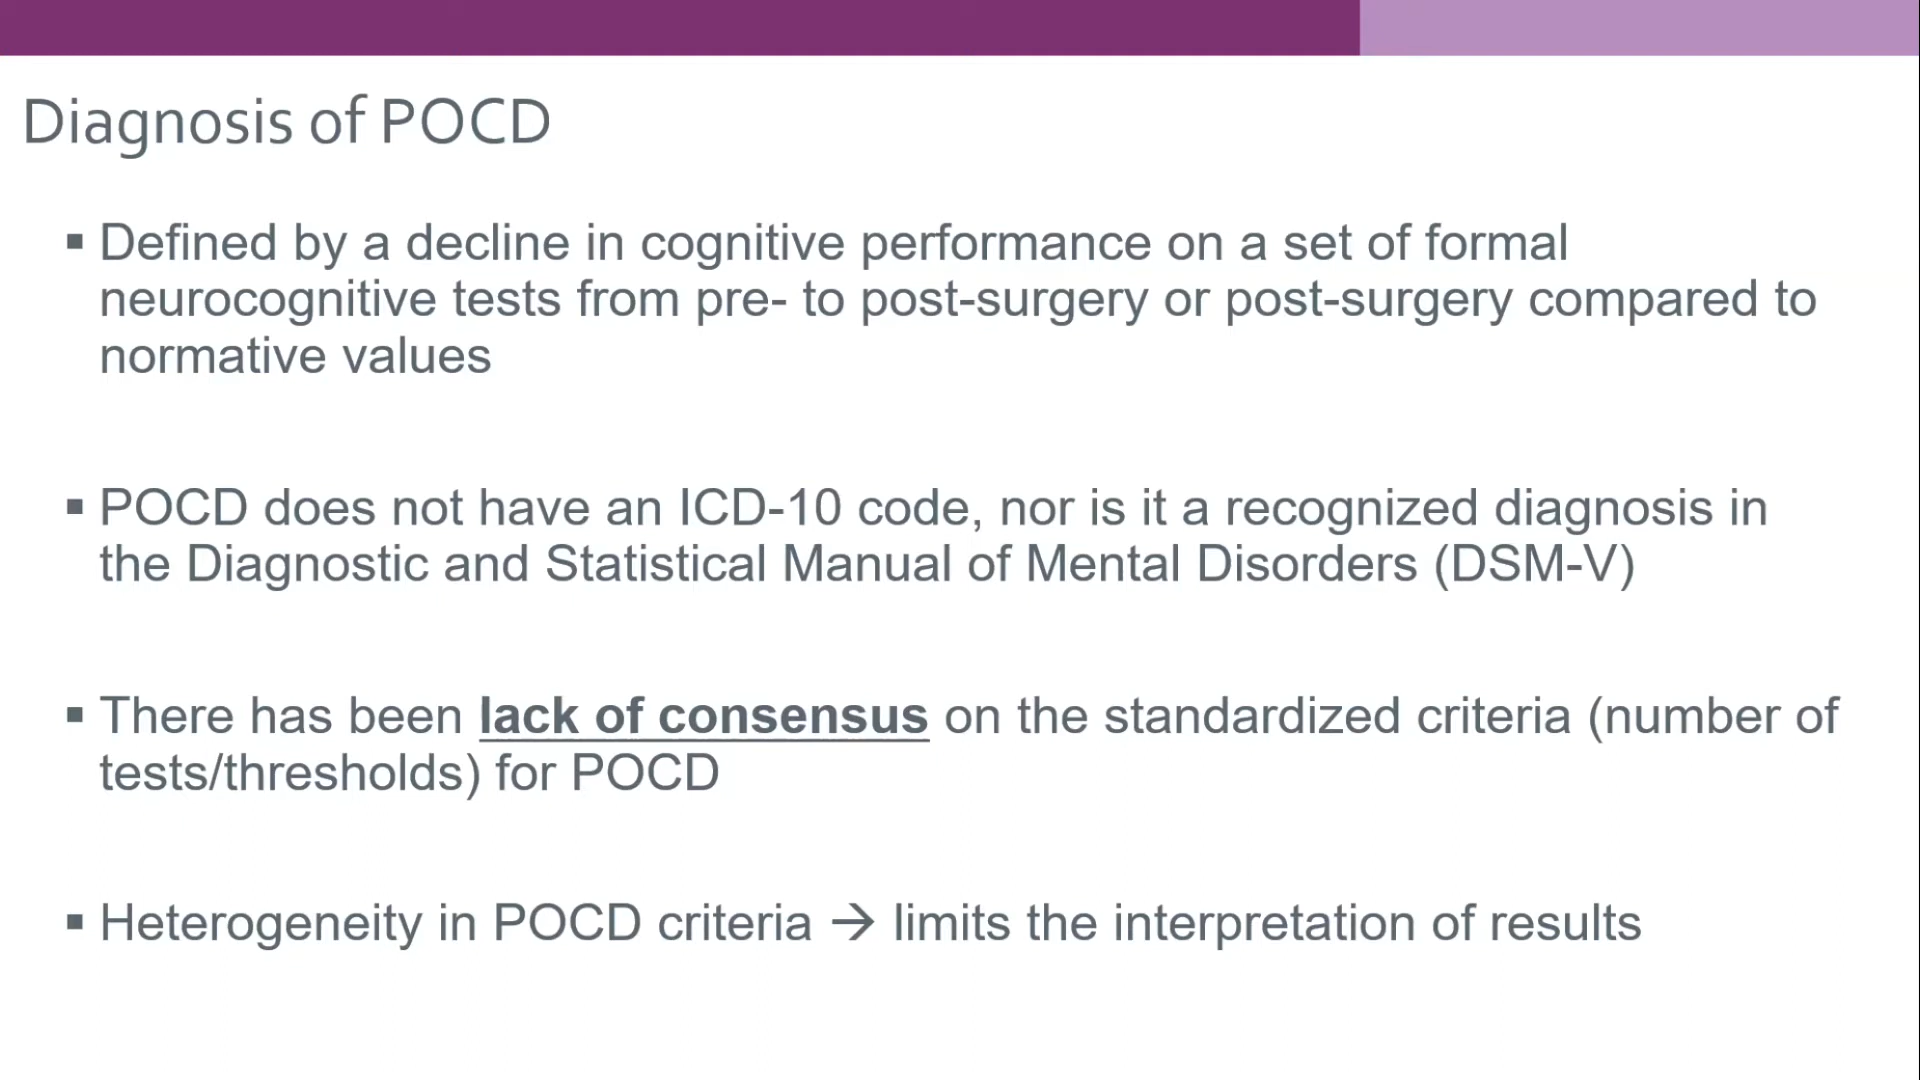 Diagnosis of POCD
▪ Defined by a decline in cognitive performance on a set of formal
neurocognitive tests from pre- to post-surgery or post-surgery compared to
normative values
▪ POCD does not have an ICD-10 code, nor is it a recognized diagnosis in
the Diagnostic and Statistical Manual of Mental Disorders (DSM-V)
▪ There has been lack of consensus on the standardized criteria (number of
tests/thresholds) for POCD
▪ Heterogeneity in POCD criteria → limits the interpretation of results